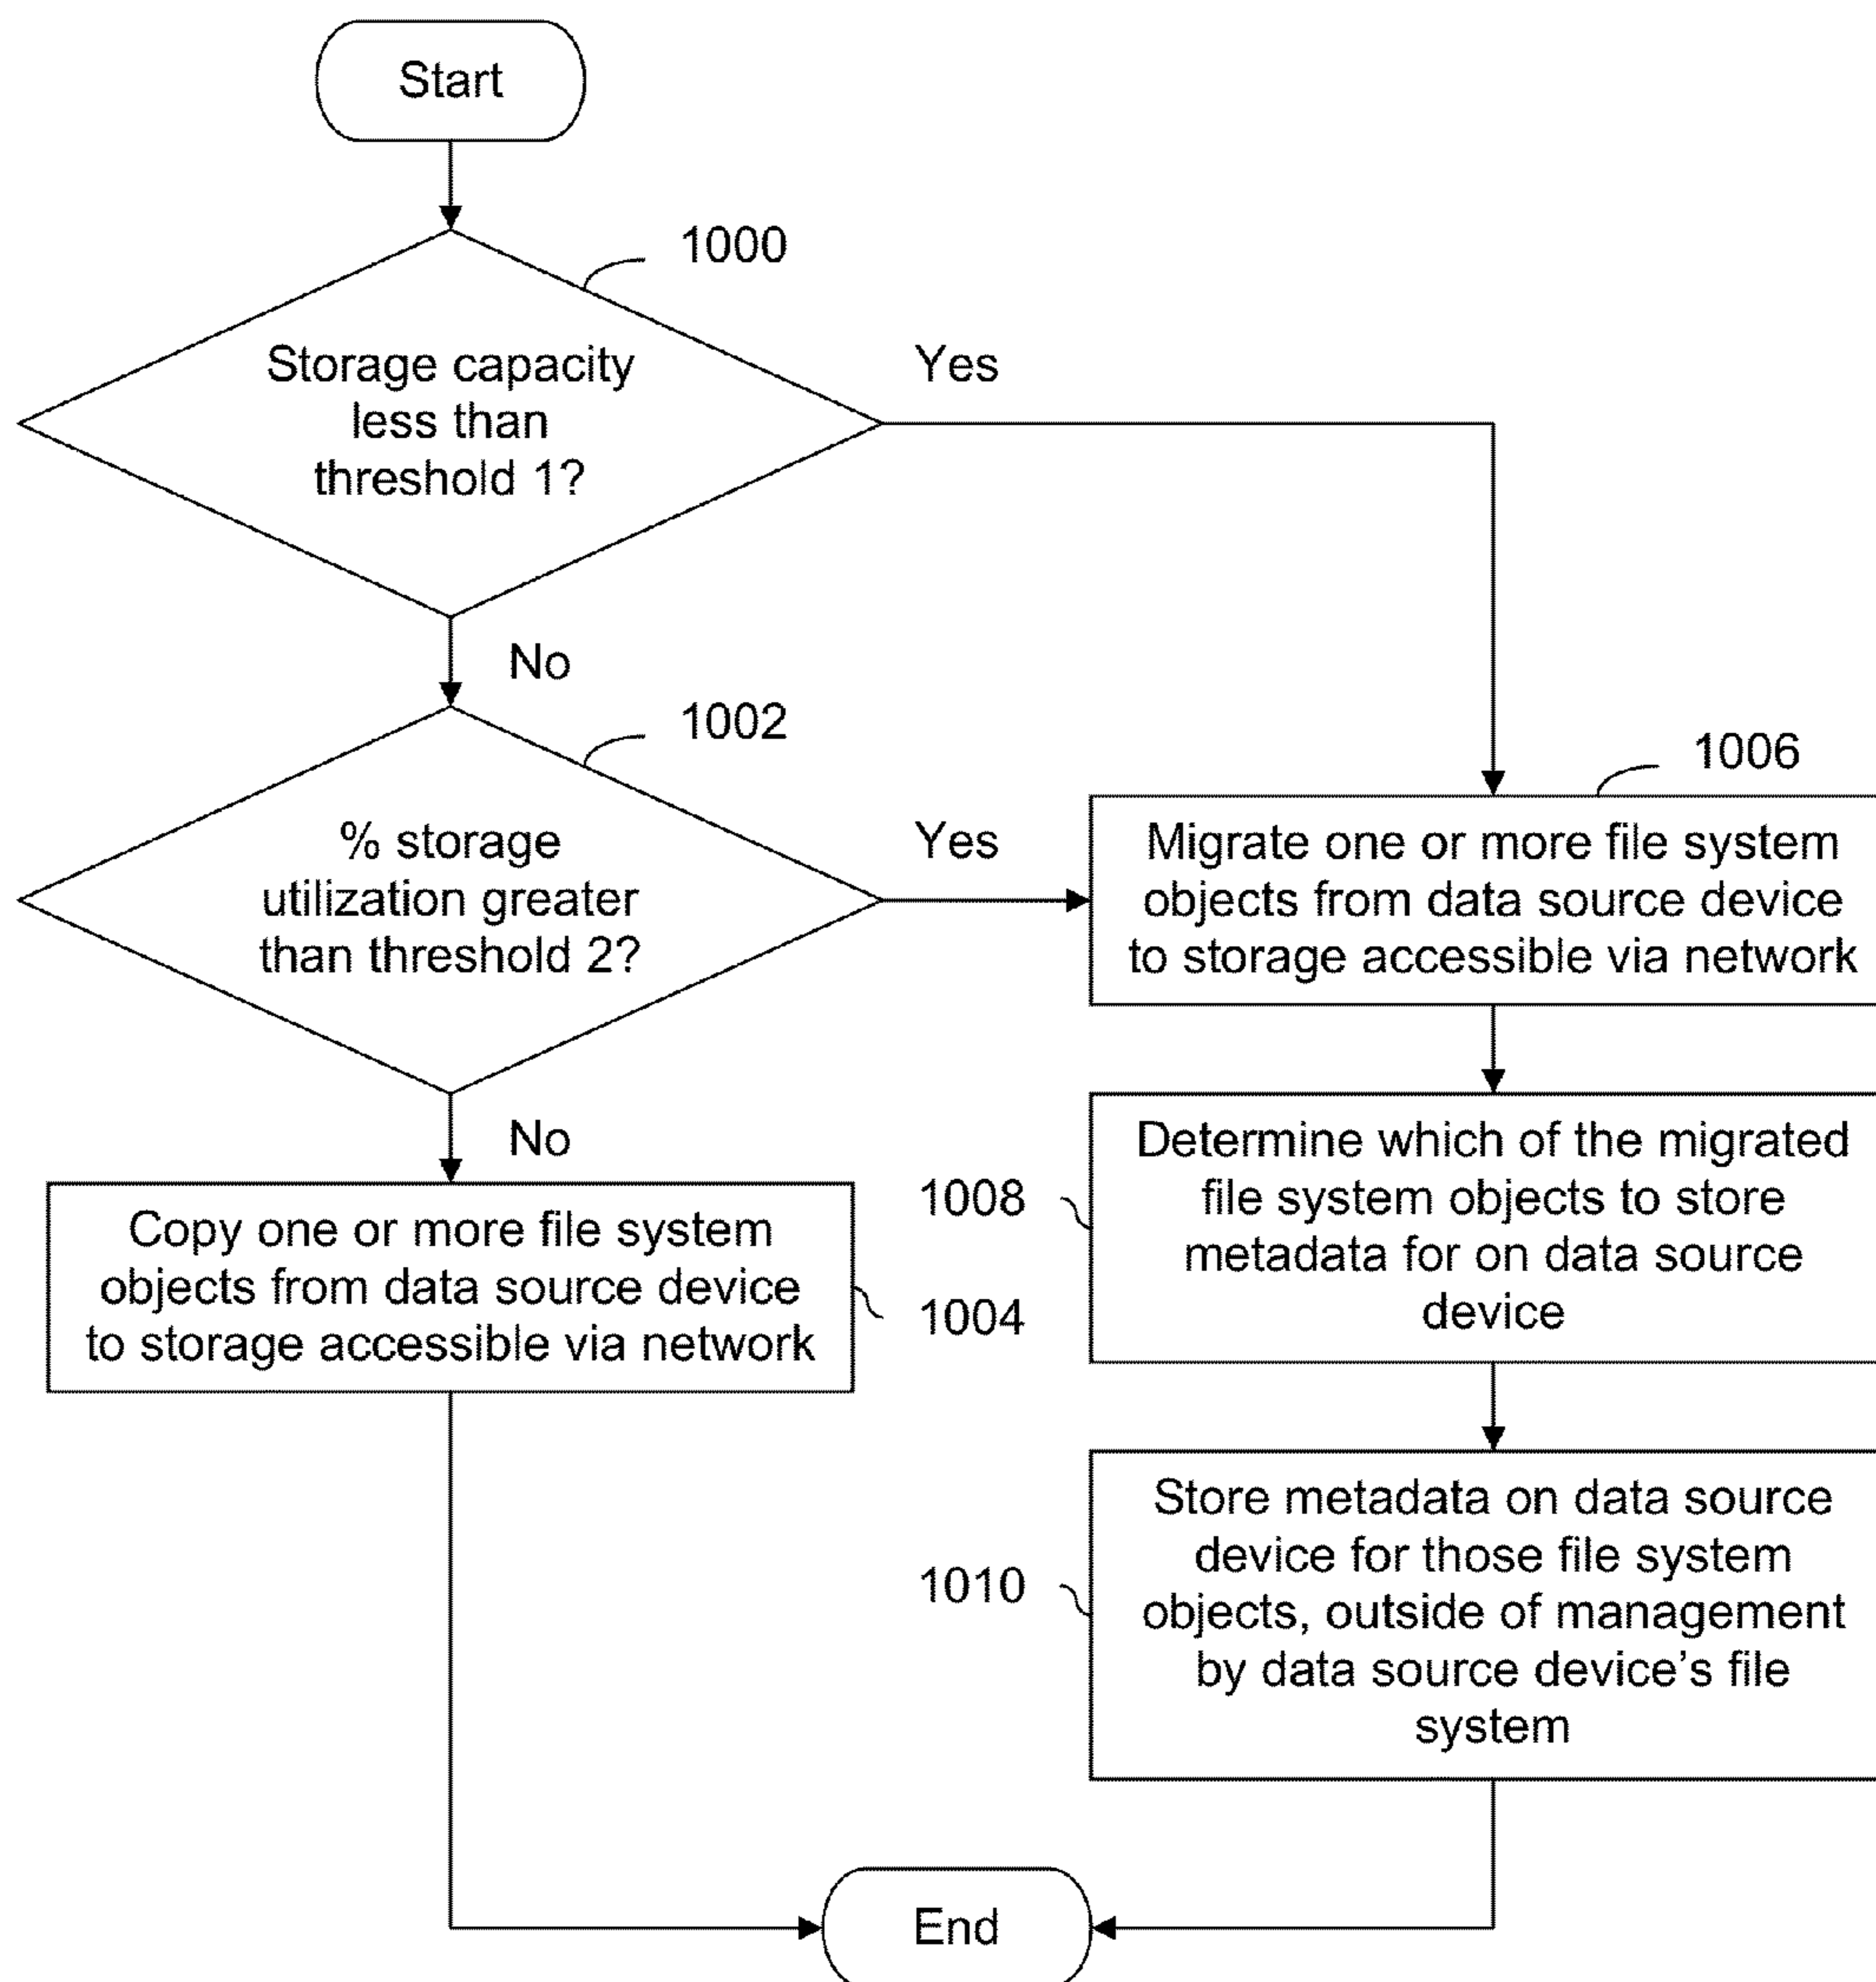 Start
1000
Storage capacity
less than
threshold 1?
Yes
No
1002
% storage
utilization greater
than threshold 2?
Yes
1006
Migrate one or more file system
objects from data source device
to storage accessible via network
No
Copy one or more file system
objects from data source device
to storage accessible via network
1004
1008
Determine which of the migrated
file system objects to store
metadata for on data source
device
1010
Store metadata on data source
device for those file system
objects, outside of management
by data source device's file
system
End